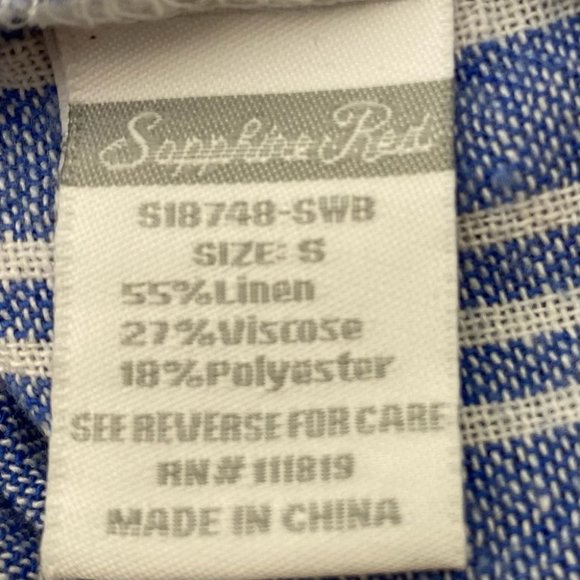 Sapphire Red
S18748-SWB
SIZE: S
55%Linen
27%Viscose
18%Polyester
SEE REVERSE FOR CARE
RN# 111819
MADE IN CHINA